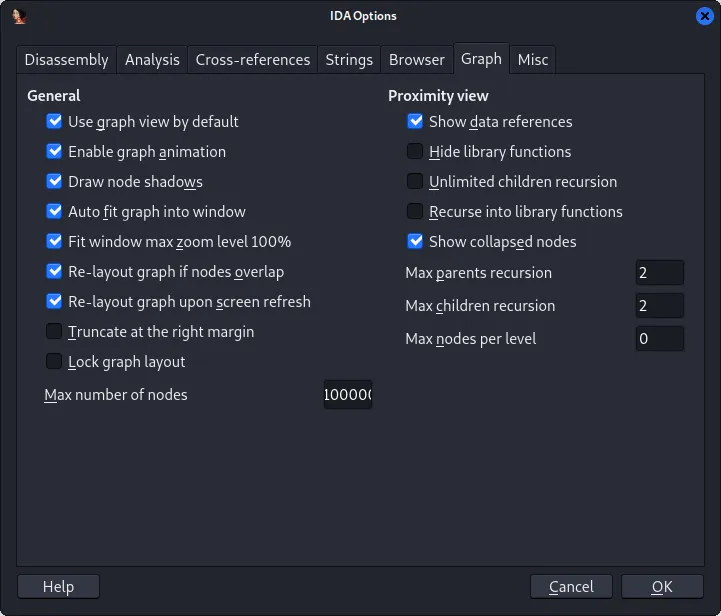 IDA Options
Disassembly Analysis Cross-references Strings Browser Graph Misc
General
Use graph view by default
Enable graph animation
Draw node shadows
Auto fit graph into window
Fit window max zoom level 100%
Re-layout graph if nodes overlap
Re-layout graph upon screen refresh
Truncate at the right margin
Lock graph layout
Max number of nodes
Proximity view
Show data references
Hide library functions
Unlimited children recursion
Recurse into library functions
Show collapsed nodes
Max parents recursion 2
Max children recursion 2
Max nodes per level 0
Help Cancel OK